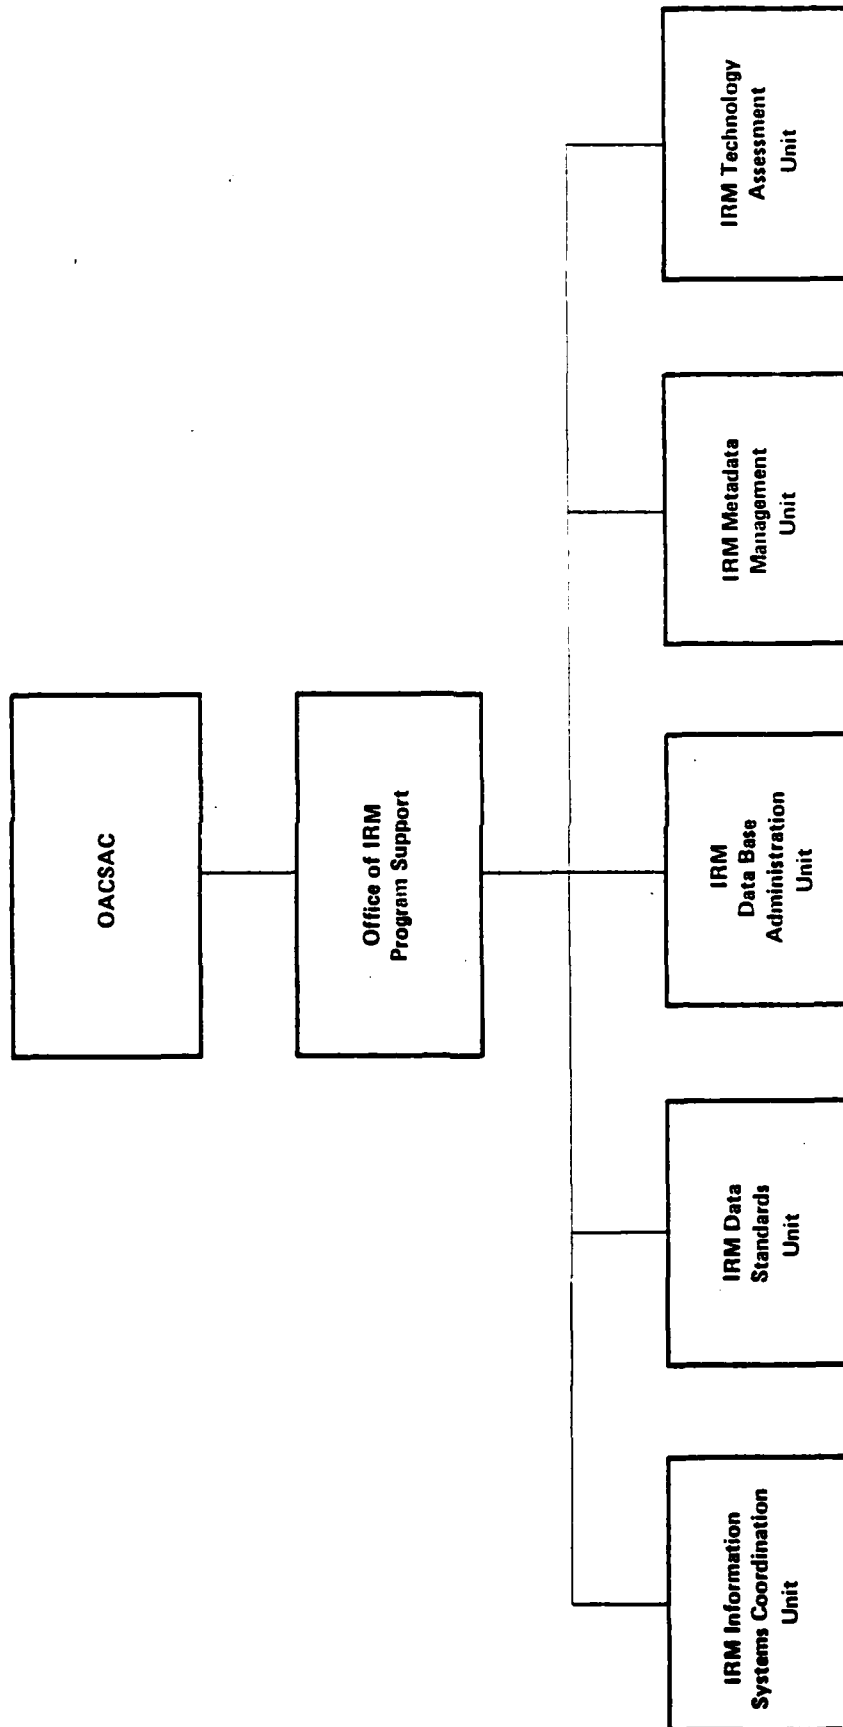 OACSAC
Office of IRM
Program Support
IRM Information
Systems Coordination
Unit
IRM Data
Standards
Unit
IRM
Data Base
Administration
Unit
IRM Metadata
Management
Unit
IRM Technology
Assessment
Unit